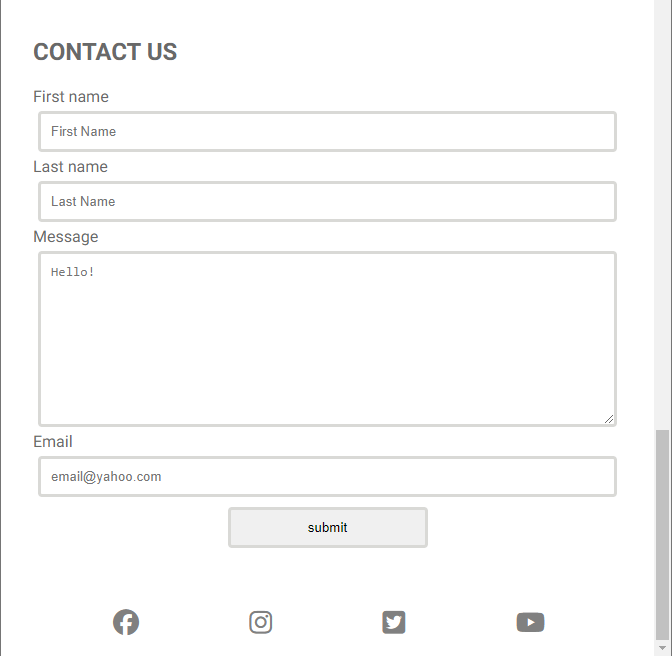 CONTACT US
First name
First Name
Last name
Last Name
Message
Hello!
Email
email@yahoo.com
submit